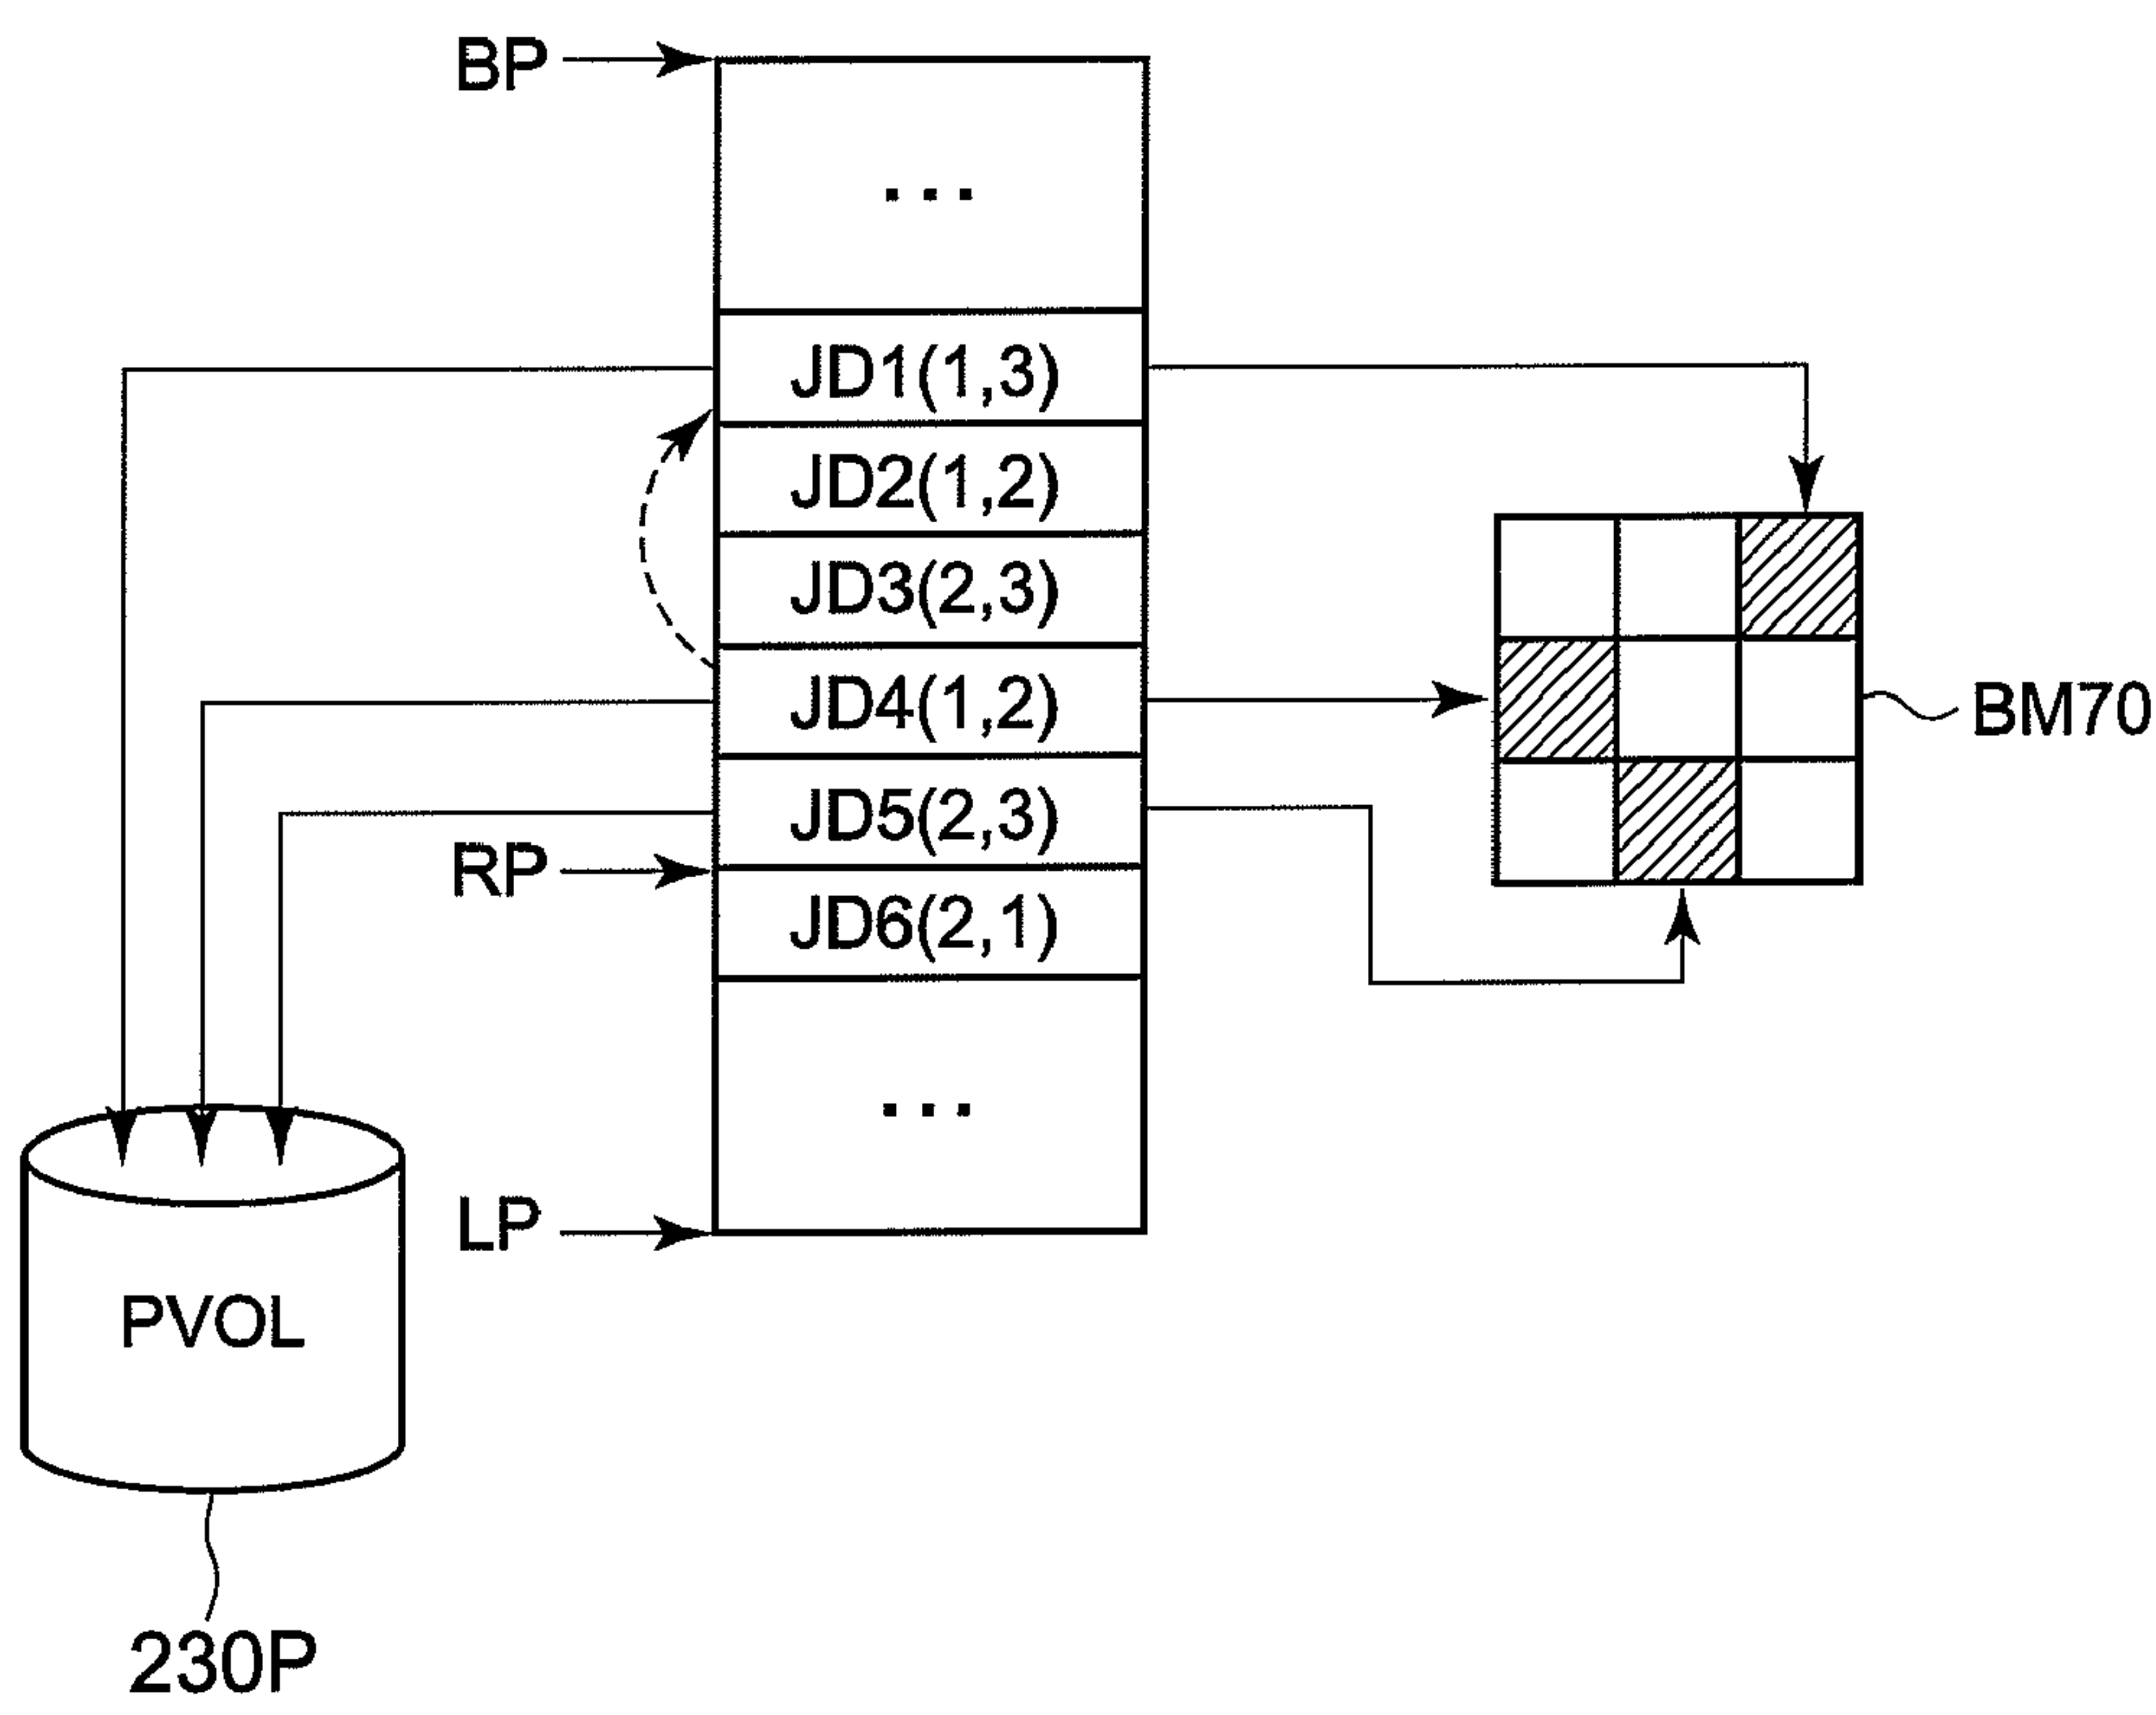 BP
...
JD1(1,3)
JD2(1,2)
JD3(2,3)
JD4(1,2)
BM70
JD5(2,3)
RP
JD6(2,1)
...
LP
PVOL
230P